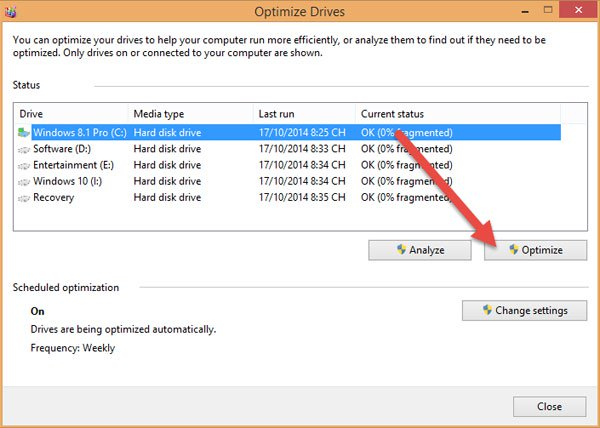 Optimize Drives
You can optimize your drives to help your computer run more efficiently, or analyze them to find out if they need to be
optimized. Only drives on or connected to your computer are shown.
Status
Drive Media type Last run Current status
Windows 8.1 Pro (C:) Hard disk drive 17/10/2014 8:25 CH OK (0% fragmented)
Software (D:) Hard disk drive 17/10/2014 8:33 CH OK (0% fragmented)
Entertainment (E:) Hard disk drive 17/10/2014 8:34 CH OK (0% fragmented)
Windows 10 (I:) Hard disk drive 17/10/2014 8:34 CH OK (0% fragmented)
Recovery Hard disk drive 17/10/2014 8:35 CH OK (0% fragmented)
Analyze Optimize
Scheduled optimization
On Change settings
Drives are being optimized automatically.
Frequency: Weekly
Close